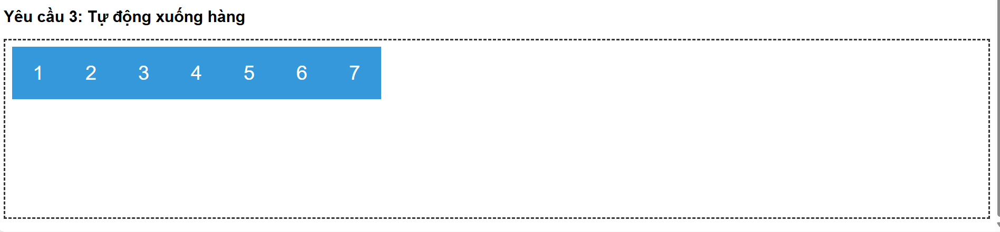 Yêu cầu 3: Tự động xuống hàng
1 2 3 4 5 6 7